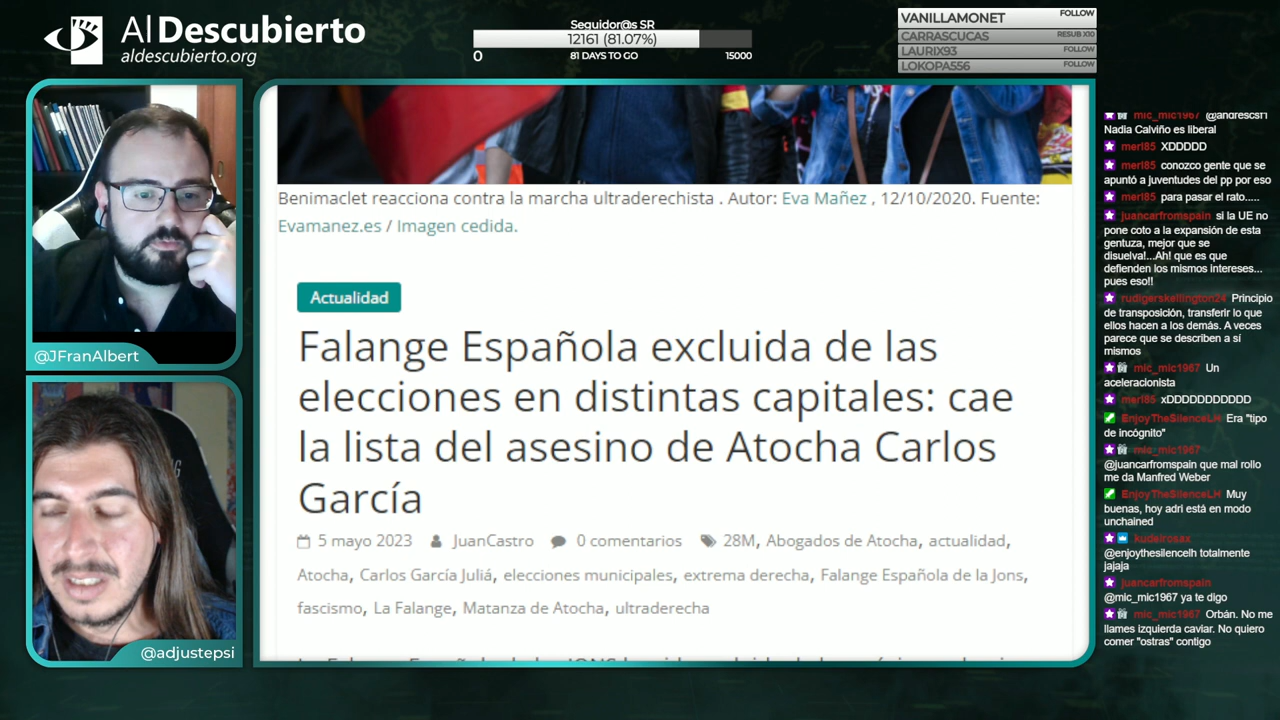 Al Descubierto
aldescubierto.org
Seguidor@s SR
12161 (81.07%)
0
81 DAYS TO GO
15000
VANILLAMONET FOLLOW
CARRASCUCAS RESUB X10
LAURIX93 FOLLOW
LOKOPA556 FOLLOW
@JFranAlbert
@adjustepsi
Benimaclet reacciona contra la marcha ultraderechista . Autor: Eva Mañez , 12/10/2020. Fuente:
Evamanez.es / Imagen cedida.
Actualidad
Falange Española excluida de las
elecciones en distintas capitales: cae
la lista del asesino de Atocha Carlos
García
5 mayo 2023 JuanCastro 0 comentarios 28M, Abogados de Atocha, actualidad,
Atocha, Carlos García Juliá, elecciones municipales, extrema derecha, Falange Española de la Jons,
fascismo, La Falange, Matanza de Atocha, ultraderecha
mic_mic1967 @andrescsf1
Nadia Calviño es liberal
merl85 XDDDDD
merl85 conozco gente que se
apuntó a juventudes del pp por eso
merl85 para pasar el rato.....
juancarfromspain si la UE no
pone coto a la expansión de esta
gentuza, mejor que se
disuelva!...Ah! que es que
defienden los mismos intereses...
pues eso!!
rudigerskellington24 Principio
de transposición, transferir lo que
ellos hacen a los demás. A veces
parece que se describen a sí
mismos
mic_mic1967 Un
aceleracionista
merl85 xDDDDDDDDDDD
EnjoyTheSilenceLH Era "tipo
de incógnito"
mic_mic1967
@juancarfromspain que mal rollo
me da Manfred Weber
EnjoyTheSilenceLH Muy
buenas, hoy adri está en modo
unchained
kudelrosax
@enjoythesilencelh totalmente
jajaja
juancarfromspain
@mic_mic1967 ya te digo
mic_mic1967 Orbán. No me
llames izquierda caviar. No quiero
comer "ostras" contigo